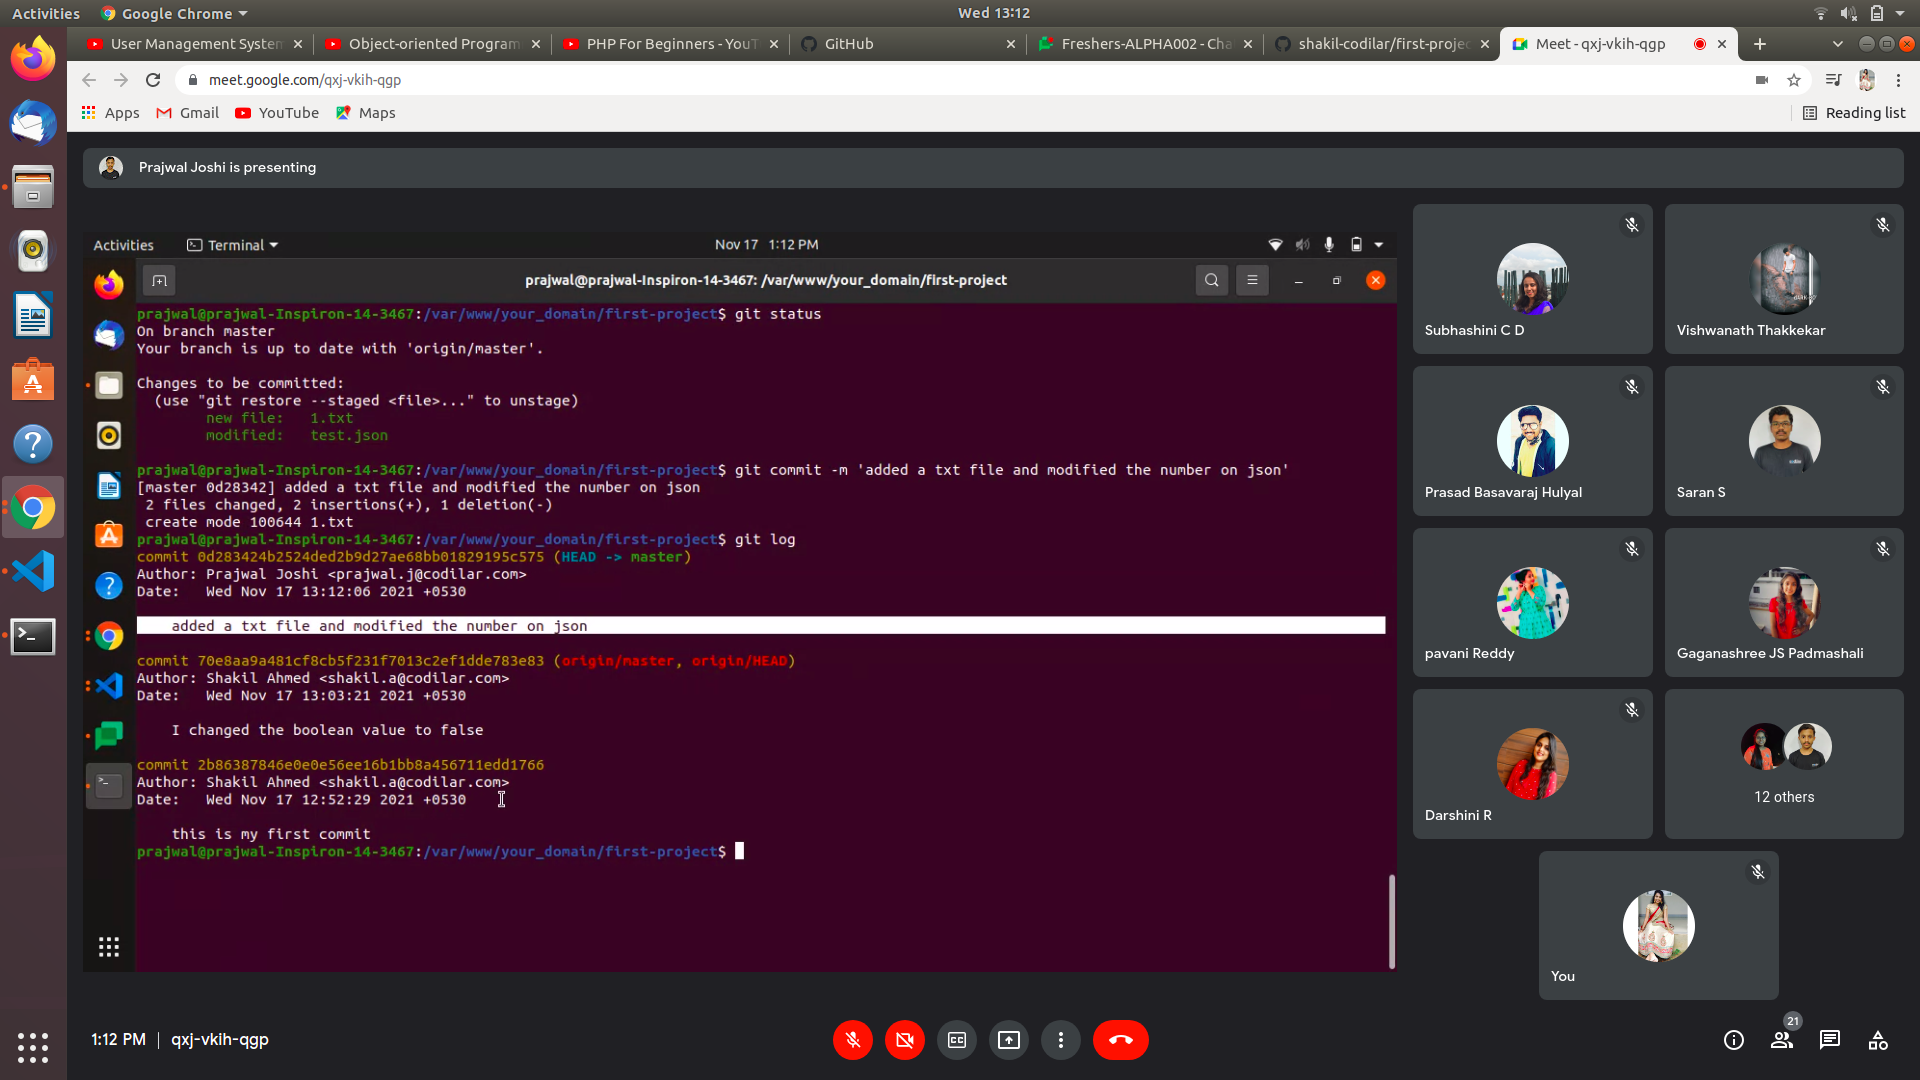 Activities
Google Chrome
Wed 13:12
User Management System
Object-oriented Program
PHP For Beginners - YouT
GitHub
Freshers-ALPHA002 - Cha
shakil-codilar/first-projec
Meet - qxj-vkih-qgp
meet.google.com/qxj-vkih-qgp
Apps
Gmail
YouTube
Maps
Reading list
Prajwal Joshi is presenting
Activities
Terminal
Nov 17 1:12 PM
prajwal@prajwal-Inspiron-14-3467: /var/www/your_domain/first-project
prajwal@prajwal-Inspiron-14-3467:/var/www/your_domain/first-project$ git status
On branch master
Your branch is up to date with 'origin/master'.
Changes to be committed:
(use "git restore --staged <file>..." to unstage)
new file: 1.txt
modified: test.json
prajwal@prajwal-Inspiron-14-3467:/var/www/your_domain/first-project$ git commit -m 'added a txt file and modified the number on json'
[master 0d28342] added a txt file and modified the number on json
2 files changed, 2 insertions(+), 1 deletion(-)
create mode 100644 1.txt
prajwal@prajwal-Inspiron-14-3467:/var/www/your_domain/first-project$ git log
commit 0d283424b2524ded2b9d27ae68bb01829195c575 (HEAD -> master)
Author: Prajwal Joshi <prajwal.j@codilar.com>
Date: Wed Nov 17 13:12:06 2021 +0530
added a txt file and modified the number on json
commit 70e8aa9a481cf8cb5f231f7013c2ef1dde783e83 (origin/master, origin/HEAD)
Author: Shakil Ahmed <shakil.a@codilar.com>
Date: Wed Nov 17 13:03:21 2021 +0530
I changed the boolean value to false
commit 2b86387846e0e0e56ee16b1bb8a456711edd1766
Author: Shakil Ahmed <shakil.a@codilar.com>
Date: Wed Nov 17 12:52:29 2021 +0530
this is my first commit
prajwal@prajwal-Inspiron-14-3467:/var/www/your_domain/first-project$
Subhashini C D
Vishwanath Thakkekar
Prasad Basavaraj Hulyal
Saran S
pavani Reddy
Gaganashree JS Padmashali
Darshini R
12 others
You
1:12 PM | qxj-vkih-qgp
21